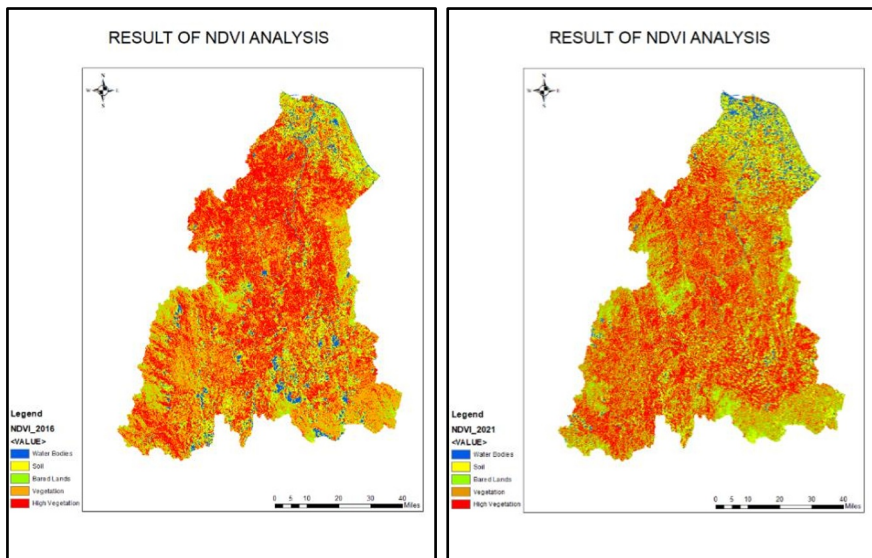 RESULT OF NDVI ANALYSIS
N
W
E
Legend
NDVI_2016
<VALUE>
Water Bodies
Soil
Bared Lands
Vegetation
High Vegetation
0 5 10 20 30 40
Miles
RESULT OF NDVI ANALYSIS
N
W
Legend
NDVI_2021
<VALUE>
Water Bodies
Soil
Bared Lands
Vegetation
High Vegetation
0 5 10 20 30 40
Miles